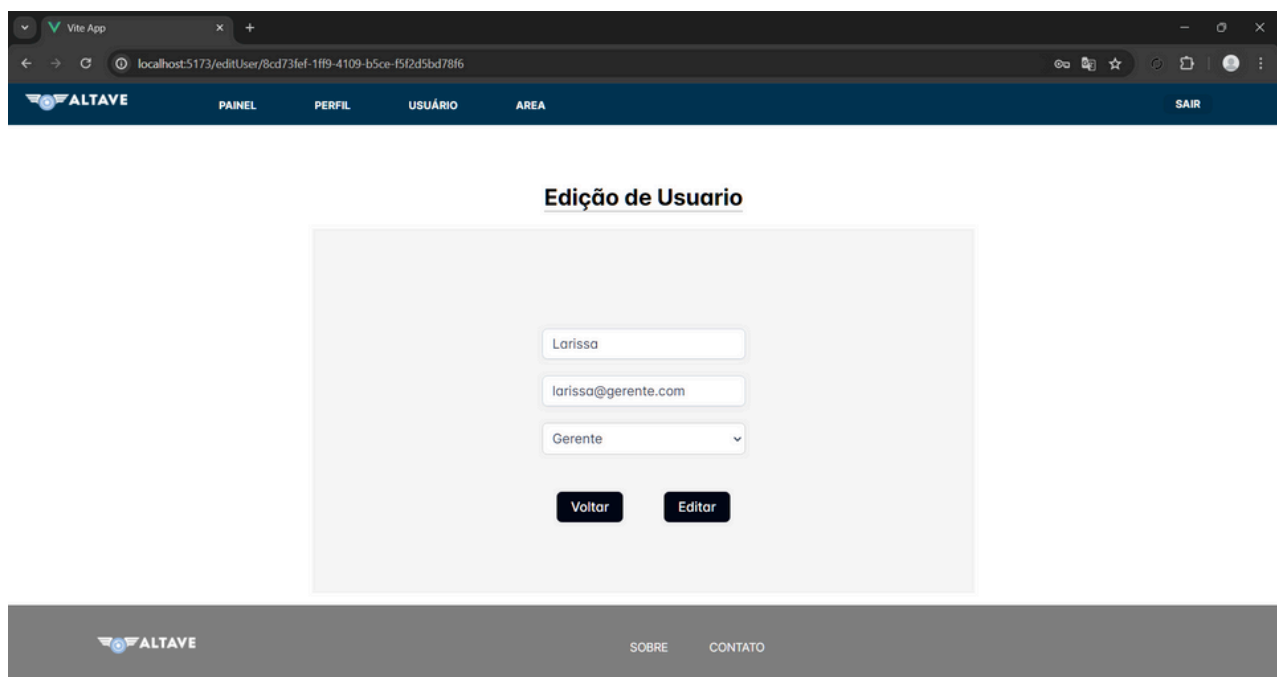 Vite App
localhost:5173/editUser/8cd73fef-1ff9-4109-b5ce-f5f2d5bd78f6
ALTAVE PAINEL PERFIL USUÁRIO AREA SAIR
Edição de Usuario
Larissa
larissa@gerente.com
Gerente
Voltar Editar
ALTAVE SOBRE CONTATO